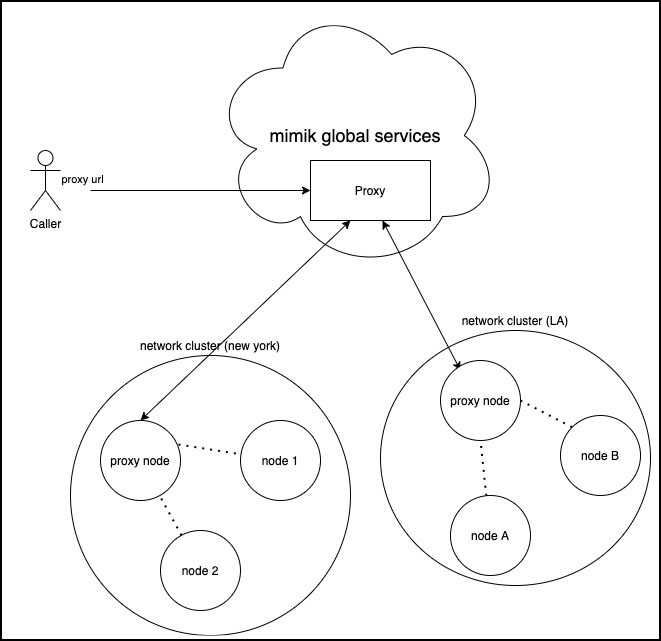 mimik global services
proxy url
Proxy
Caller
network cluster (LA)
network cluster (new york)
proxy node
node B
proxy node
node 1
node A
node 2